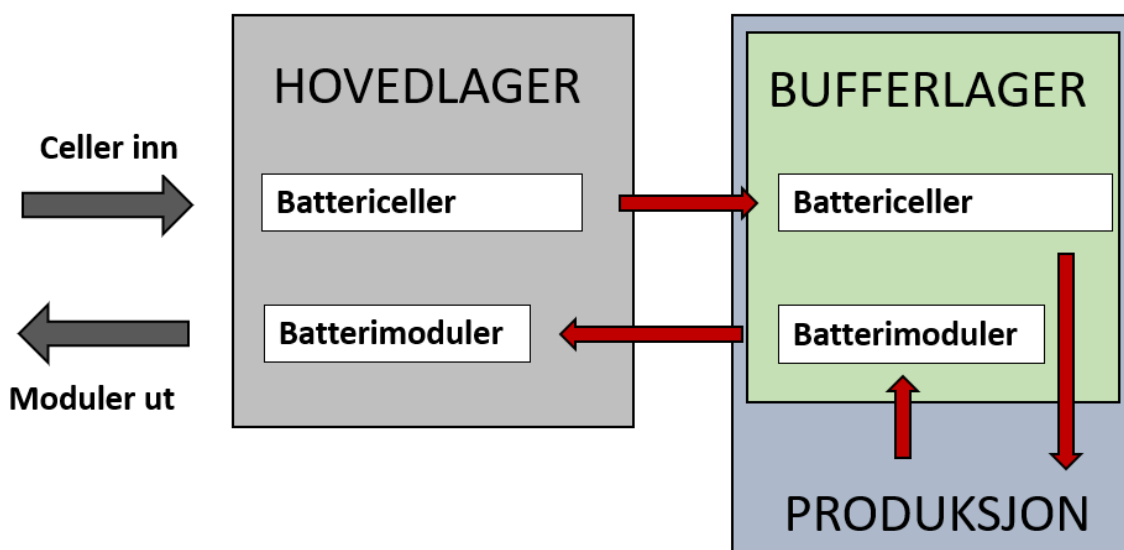 HOVEDLAGER
BUFFERLAGER
Celler inn
Battericeller
Battericeller
Batterimoduler
Batterimoduler
Moduler ut
PRODUKSJON